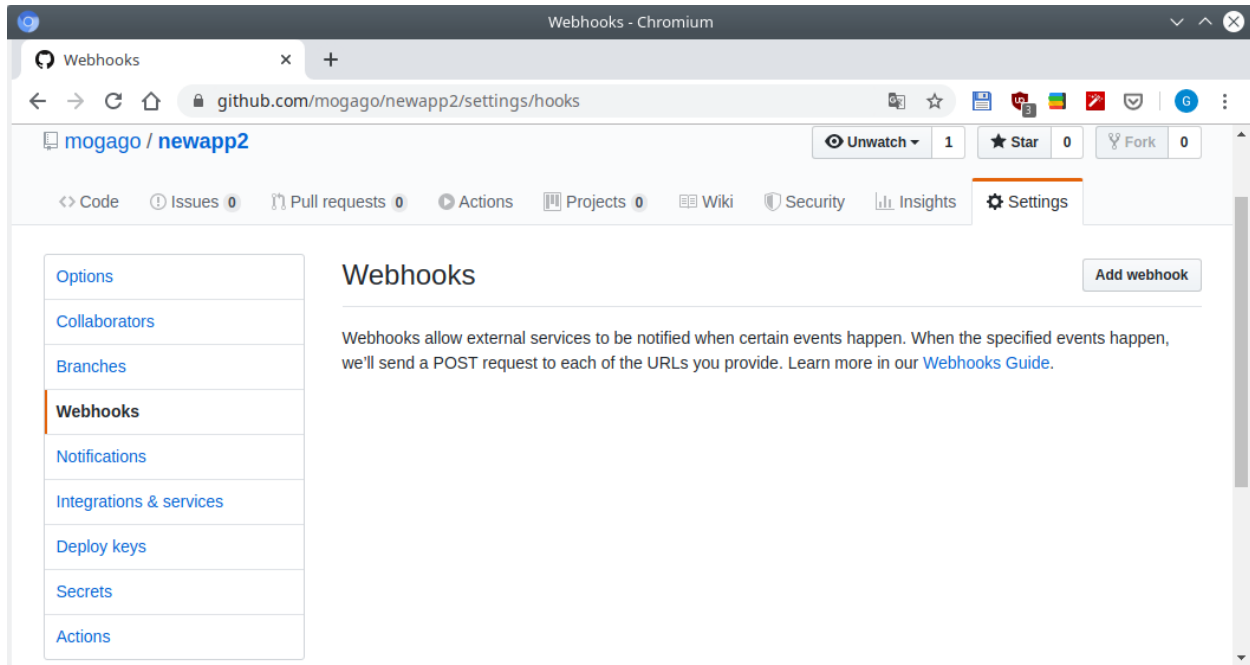 Webhooks - Chromium
Webhooks
github.com/mogago/newapp2/settings/hooks
3
G
mogago / newapp2
Unwatch 1 Star 0 Fork 0
Code Issues 0 Pull requests 0 Actions Projects 0 Wiki Security Insights Settings
Options
Collaborators
Branches
Webhooks
Notifications
Integrations & services
Deploy keys
Secrets
Actions
Webhooks
Add webhook
Webhooks allow external services to be notified when certain events happen. When the specified events happen,
we'll send a POST request to each of the URLs you provide. Learn more in our Webhooks Guide.